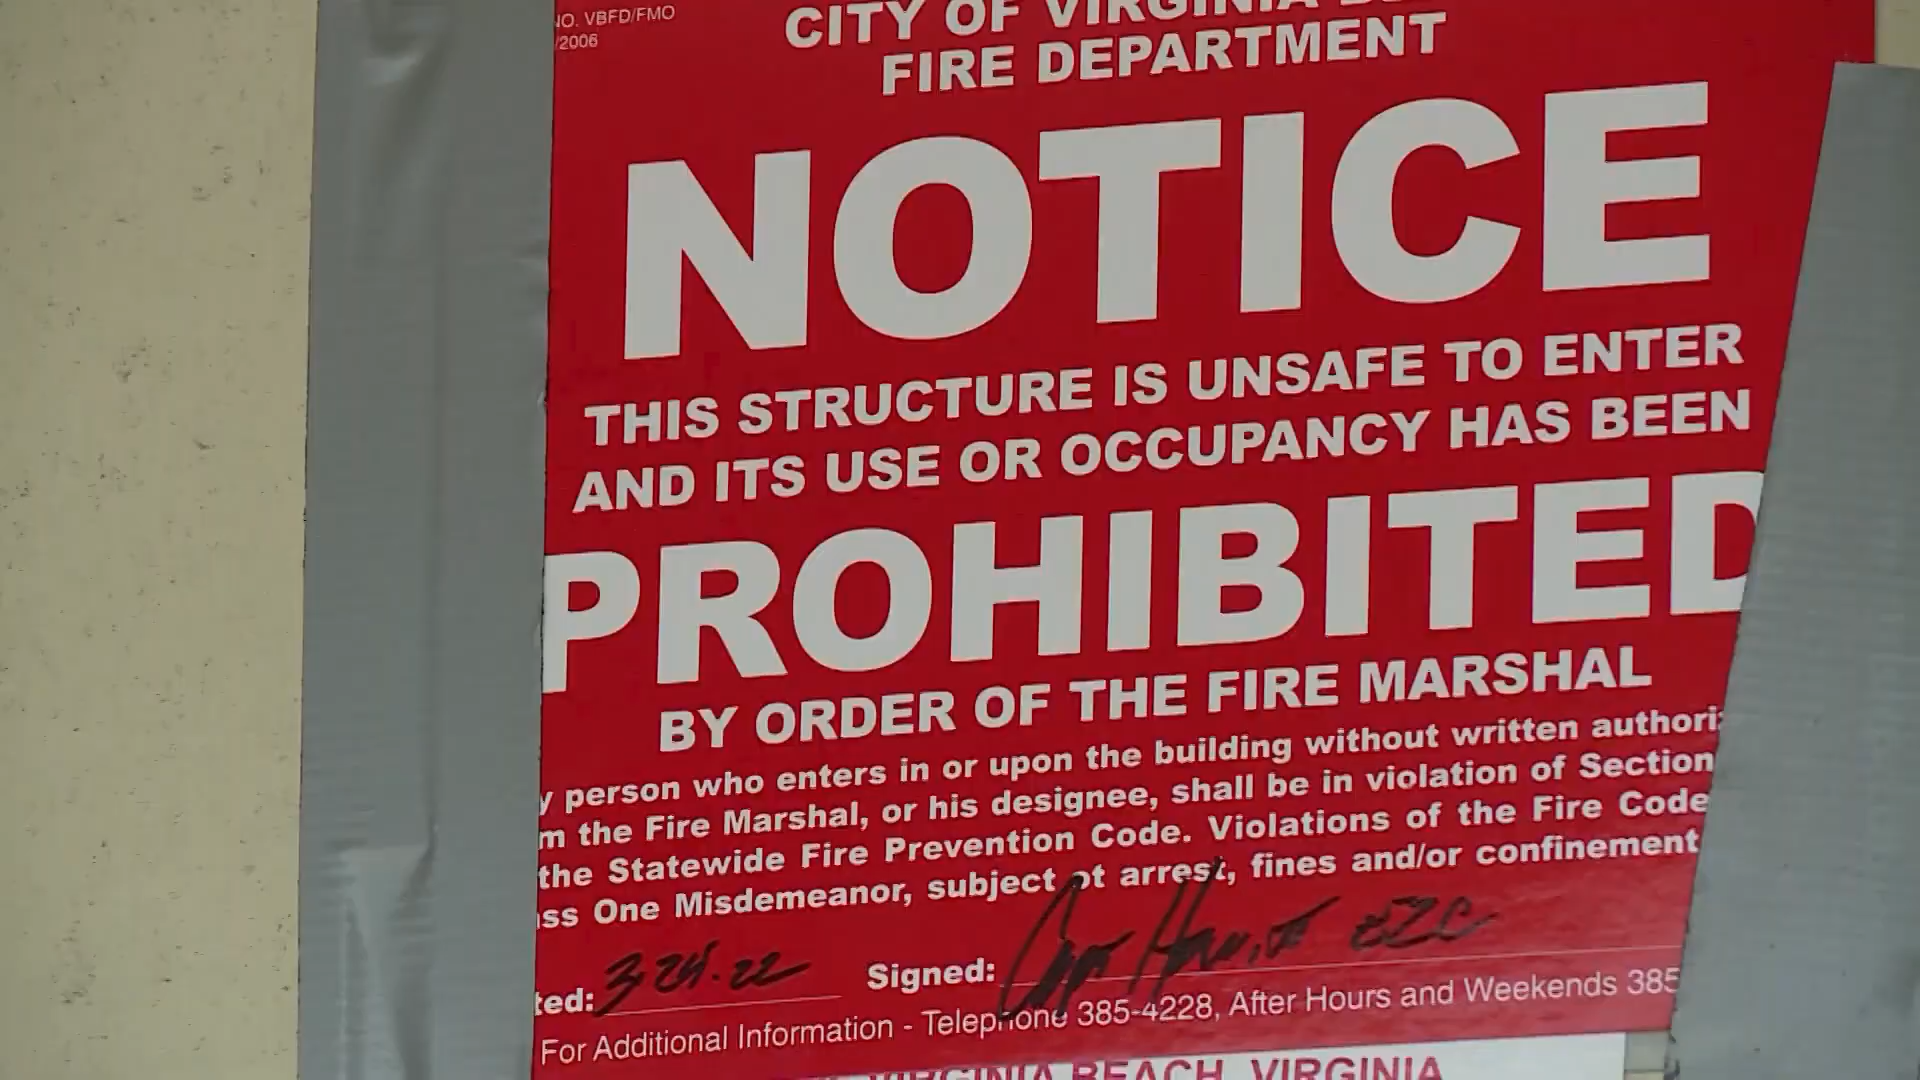 NO. VBFD/FMO
/2006
CITY OF VIRGINIA
FIRE DEPARTMENT
NOTICE
THIS STRUCTURE IS UNSAFE TO ENTER
AND ITS USE OR OCCUPANCY HAS BEEN
PROHIBITED
BY ORDER OF THE FIRE MARSHAL
y person who enters in or upon the building without written authori
m the Fire Marshal, or his designee, shall be in violation of Section
the Statewide Fire Prevention Code. Violations of the Fire Code
ass One Misdemeanor, subject ot arrest, fines and/or confinement
ted: 3-24-22 Signed:
For Additional Information - Telephone 385-4228, After Hours and Weekends 385
VIRGINIA BEACH, VIRGINIA